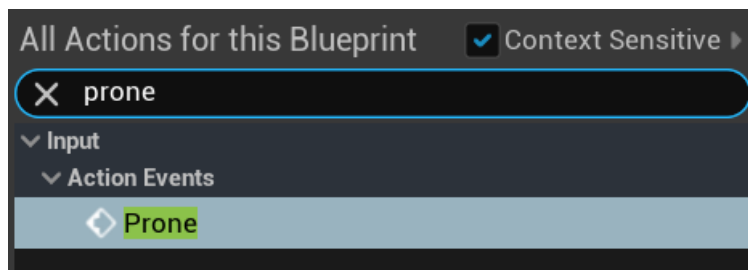 All Actions for this Blueprint Context Sensitive
prone
Input
Action Events
Prone